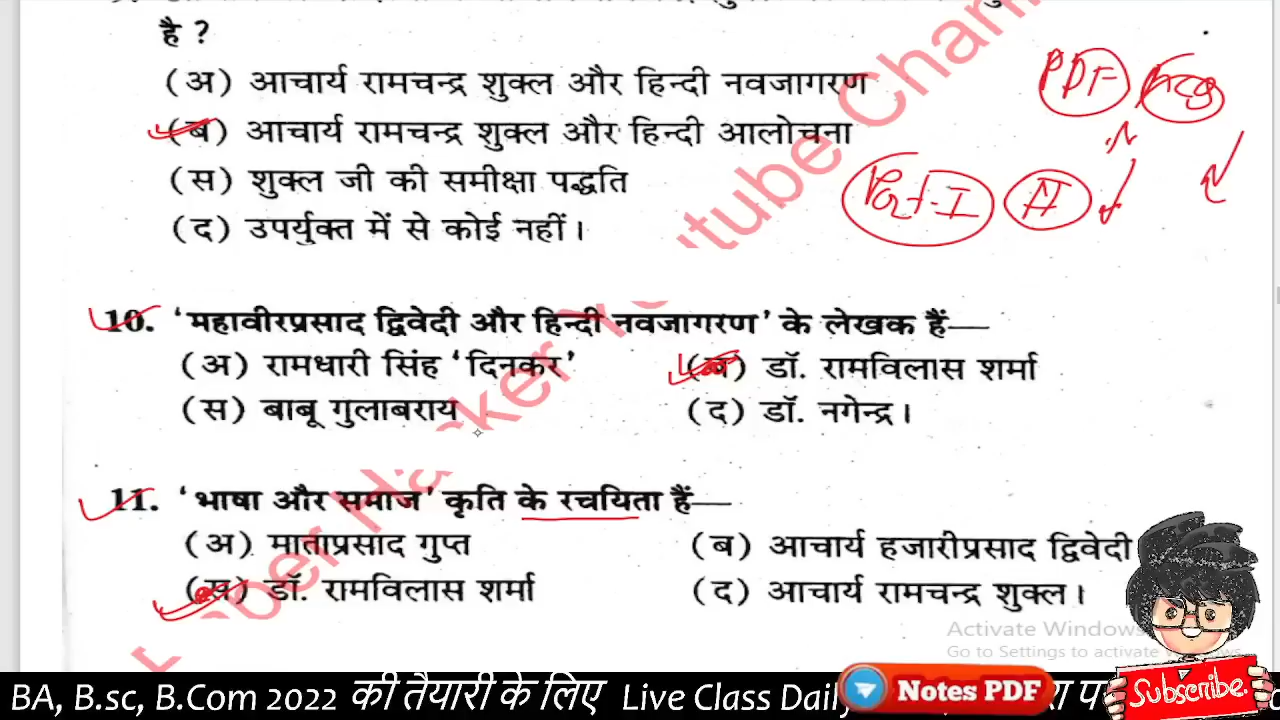 है ?
(अ) आचार्य रामचन्द्र शुक्ल और हिन्दी नवजागरण
(ब) आचार्य रामचन्द्र शुक्ल और हिन्दी आलोचना
(स) शुक्ल जी की समीक्षा पद्धति
(द) उपर्युक्त में से कोई नहीं।
PDF
Part-I II
10. 'महावीरप्रसाद द्विवेदी और हिन्दी नवजागरण' के लेखक हैं—
(अ) रामधारी सिंह 'दिनकर' (ब) डॉ. रामविलास शर्मा
(स) बाबू गुलाबराय (द) डॉ. नगेन्द्र।
11. 'भाषा और समाज' कृति के रचयिता हैं—
(अ) माताप्रसाद गुप्त (ब) आचार्य हजारीप्रसाद द्विवेदी
(स) डॉ. रामविलास शर्मा (द) आचार्य रामचन्द्र शुक्ल।
Activate Windows
Go to Settings to activate
BA, B.sc, B.Com 2022 की तैयारी के लिए Live Class Daily
Notes PDF
Subscribe.